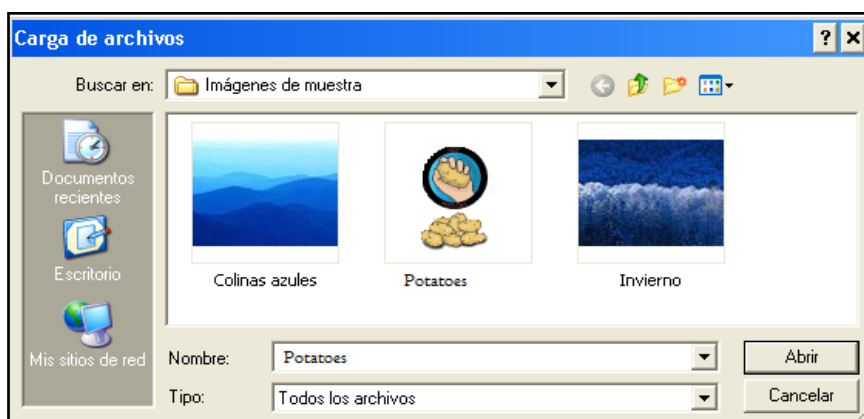 Carga de archivos
Buscar en: Imágenes de muestra
Documentos
recientes
Escritorio
Mis sitios de red
Colinas azules Potatoes Invierno
Nombre: Potatoes Abrir
Tipo: Todos los archivos Cancelar